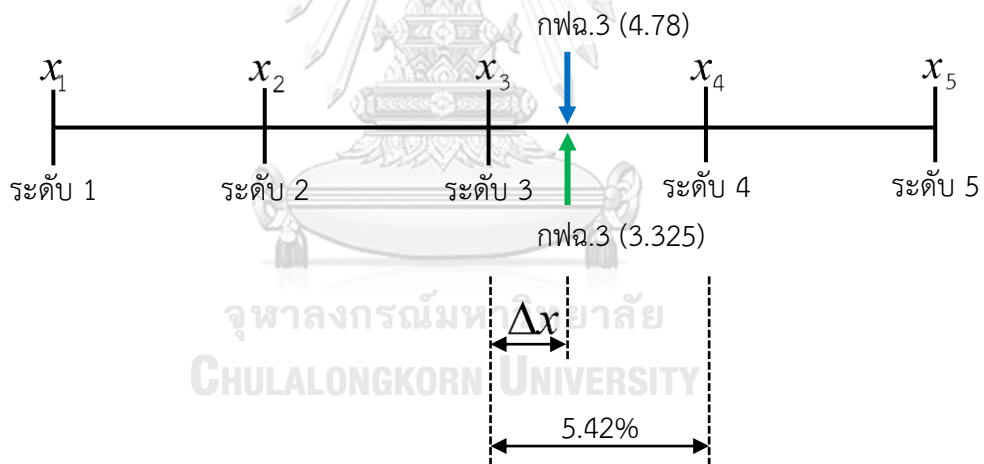 กฟฉ.3 (4.78)
x1 x2 x3 x4 x5
ระดับ 1 ระดับ 2 ระดับ 3 ระดับ 4 ระดับ 5
กฟฉ.3 (3.325)
จุฬาลงกรณ์มหาวิทยาลัย
Δx
CHULALONGKORN UNIVERSITY
5.42%